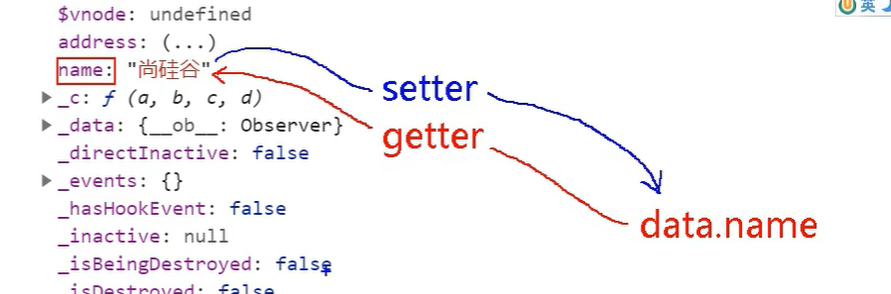 英
$vnode: undefined
address: (...)
name: "尚硅谷"
setter
_c: ƒ (a, b, c, d)
_data: {__ob__: Observer}
getter
_directInactive: false
_events: {}
_hasHookEvent: false
data.name
_inactive: null
_isBeingDestroyed: false
_isDestroyed: false